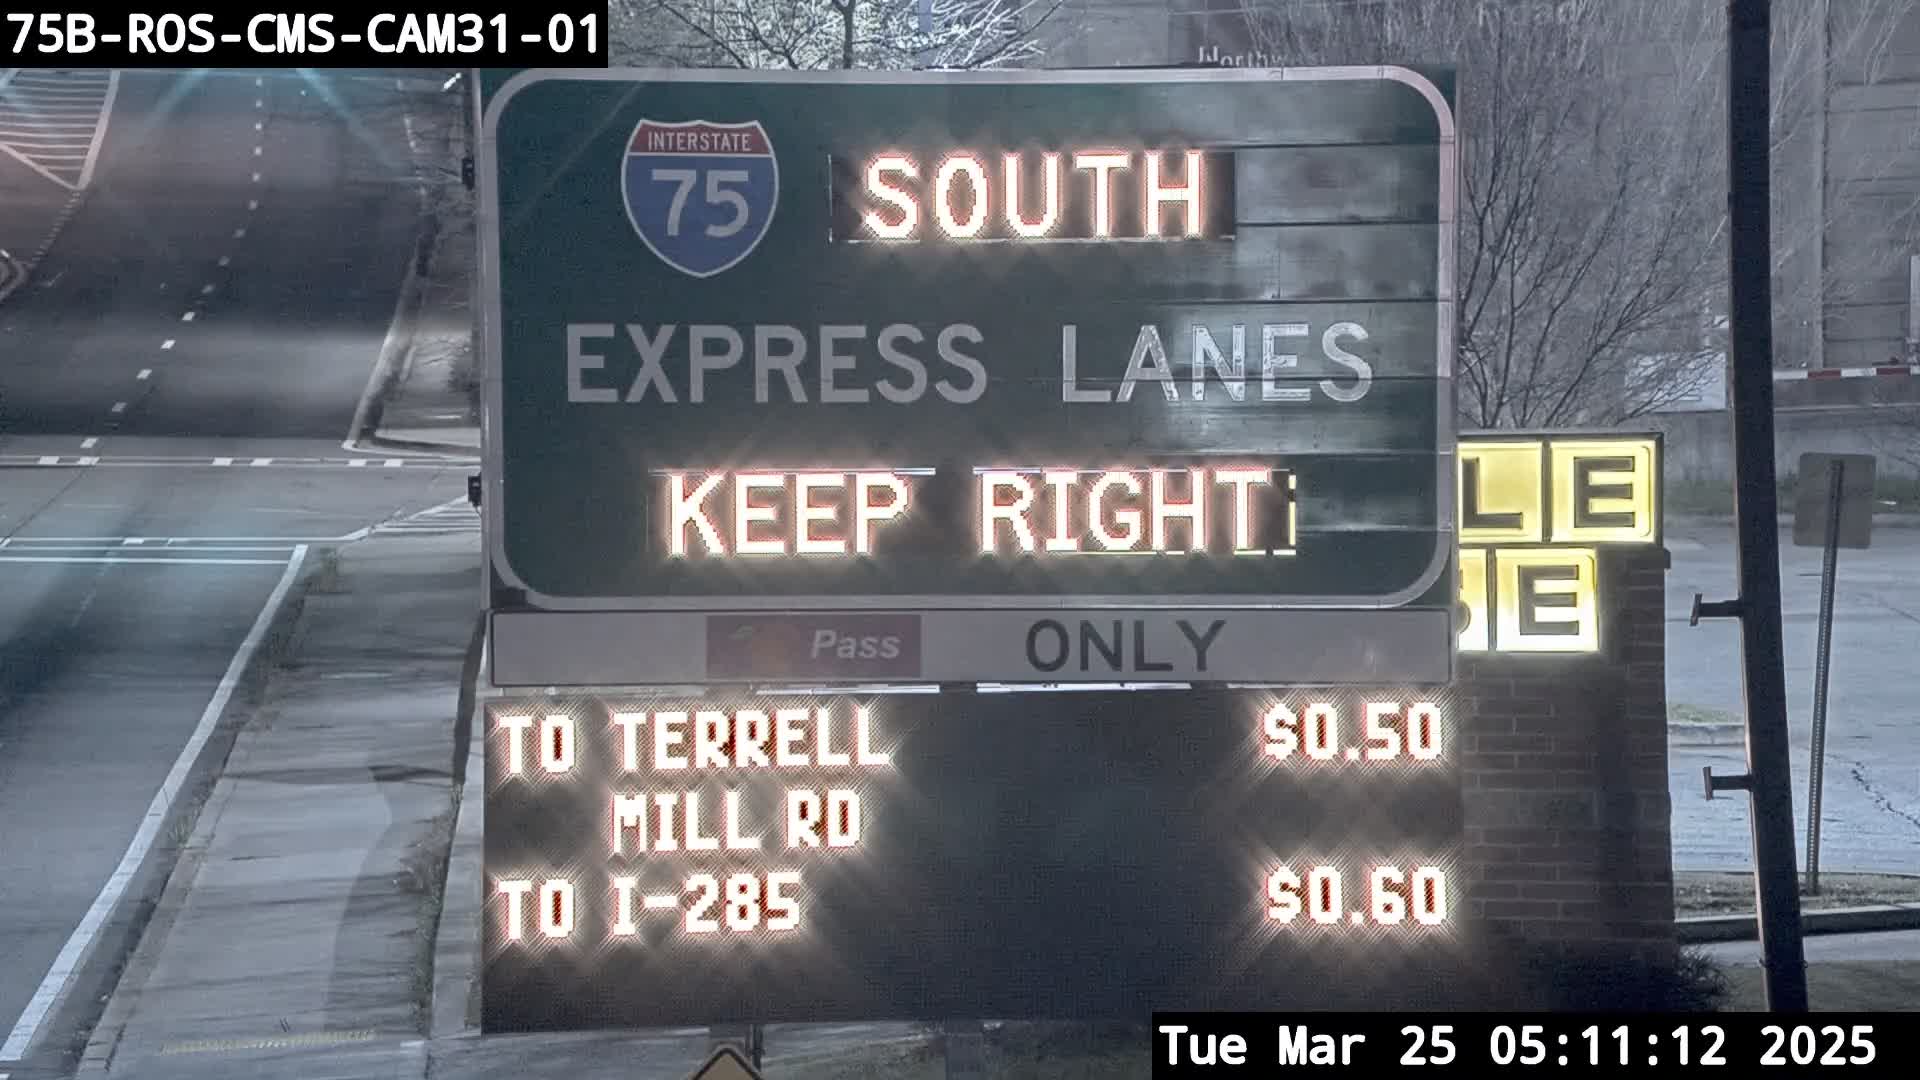 75B-ROS-CMS-CAM31-01
INTERSTATE
75
SOUTH
EXPRESS LANES
KEEP RIGHT
Pass ONLY
TO TERRELL $0.50
MILL RD
TO I-285 $0.60
LE
E
Tue Mar 25 05:11:12 2025